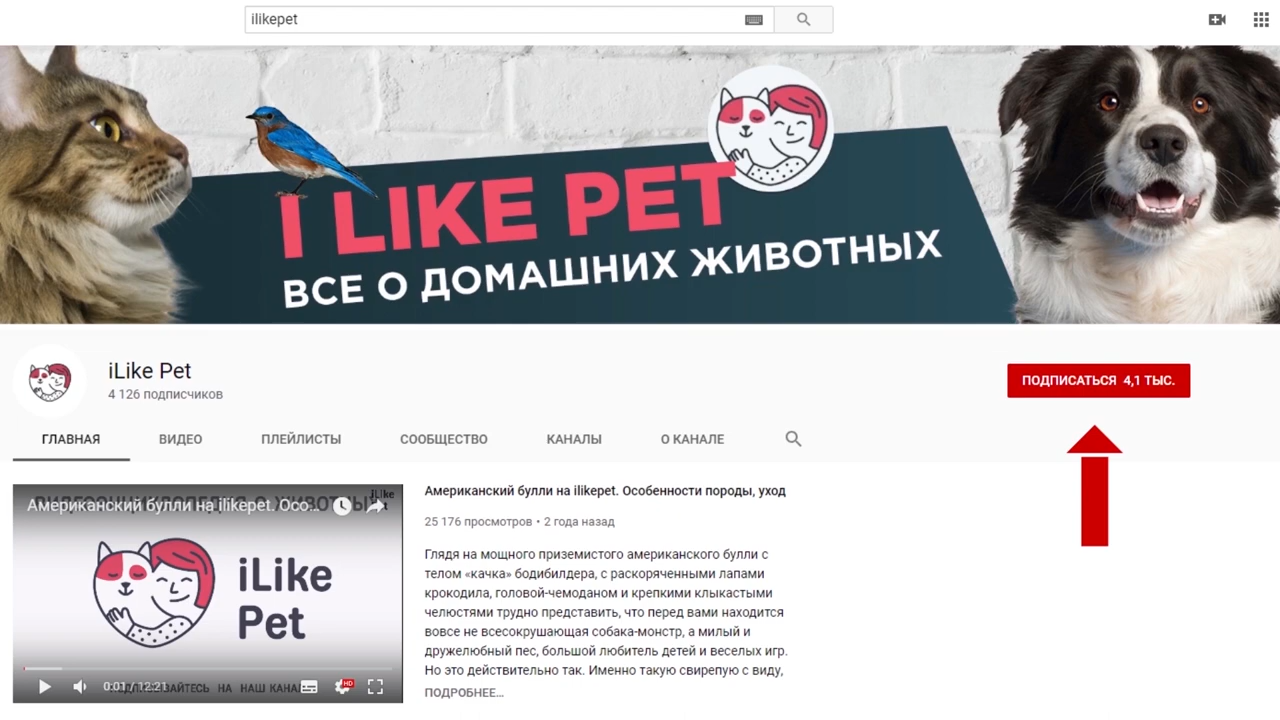 ilikepet
I LIKE PET
ВСЕ О ДОМАШНИХ ЖИВОТНЫХ
iLike Pet
4 126 подписчиков
ПОДПИСАТЬСЯ 4,1 ТЫС.
ГЛАВНАЯ
ВИДЕО
ПЛЕЙЛИСТЫ
СООБЩЕСТВО
КАНАЛЫ
О КАНАЛЕ
Американский булли на ilikepet. Осо...
iLike
Pet
HD
0:01 / 12:21
НА НАШ
Американский булли на ilikepet. Особенности породы, уход
25 176 просмотров • 2 года назад
Глядя на мощного приземистого американского булли с
телом «качка» бодибилдера, с раскоряченными лапами
крокодила, головой-чемоданом и крепкими клыкастыми
челюстями трудно представить, что перед вами находится
вовсе не всесокрушающая собака-монстр, а милый и
дружелюбный пес, большой любитель детей и веселых игр.
Но это действительно так. Именно такую свирепую с виду,
ПОДРОБНЕЕ...